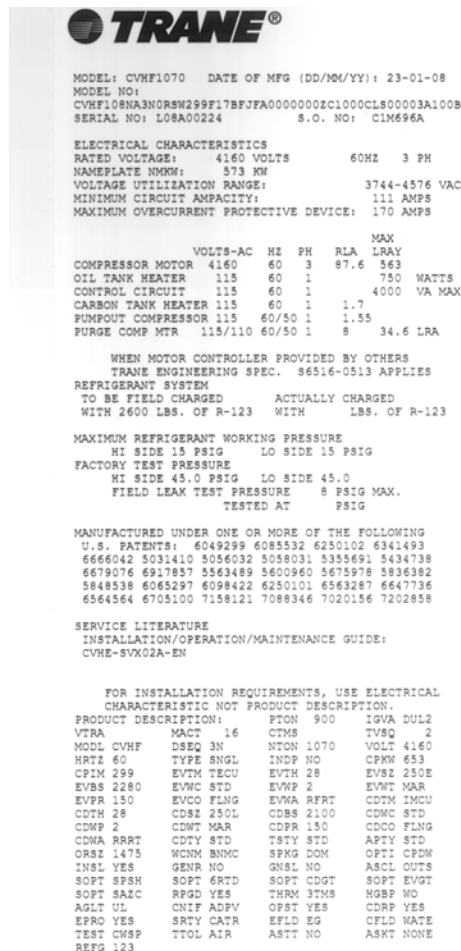 TRANE®
MODEL: CVHF1070 DATE OF MFG (DD/MM/YY): 23-01-08
MODEL NO:
CVHF108NA3N0RSW299F17BFJFA0000000ZC1000CLS00003A100B
SERIAL NO: L08A00224 S.O. NO: C1M696A
ELECTRICAL CHARACTERISTICS
RATED VOLTAGE: 4160 VOLTS 60HZ 3 PH
NAMEPLATE NMKW: 573 KW
VOLTAGE UTILIZATION RANGE: 3744-4576 VAC
MINIMUM CIRCUIT AMPACITY: 111 AMPS
MAXIMUM OVERCURRENT PROTECTIVE DEVICE: 170 AMPS
MAX
VOLTS-AC HZ PH RLA LRAY
COMPRESSOR MOTOR 4160 60 3 87.6 563
OIL TANK HEATER 115 60 1 750 WATTS
CONTROL CIRCUIT 115 60 1 4000 VA MAX
CARBON TANK HEATER 115 60 1 1.7
PUMPOUT COMPRESSOR 115 60/50 1 1.55
PURGE COMP MTR 115/110 60/50 1 8 34.6 LRA
WHEN MOTOR CONTROLLER PROVIDED BY OTHERS
TRANE ENGINEERING SPEC. S6516-0513 APPLIES
REFRIGERANT SYSTEM
TO BE FIELD CHARGED ACTUALLY CHARGED
WITH 2600 LBS. OF R-123 WITH LBS. OF R-123
MAXIMUM REFRIGERANT WORKING PRESSURE
HI SIDE 15 PSIG LO SIDE 15 PSIG
FACTORY TEST PRESSURE
HI SIDE 45.0 PSIG LO SIDE 45.0
FIELD LEAK TEST PRESSURE 8 PSIG MAX.
TESTED AT PSIG
MANUFACTURED UNDER ONE OR MORE OF THE FOLLOWING
U.S. PATENTS: 6049299 6085532 6250102 6341493
6666042 5031410 5056032 5058031 5355691 5434738
6679076 6917857 5563489 5600960 5675978 5836382
5848538 6065297 6098422 6250101 6563287 6647736
6564564 6705100 7158121 7088346 7020156 7202858
SERVICE LITERATURE
INSTALLATION/OPERATION/MAINTENANCE GUIDE:
CVHE-SVX02A-EN
FOR INSTALLATION REQUIREMENTS, USE ELECTRICAL
CHARACTERISTIC NOT PRODUCT DESCRIPTION.
PRODUCT DESCRIPTION: PTON 900 IGVA DUL2
VTRA MACT 16 CTMS TVSQ 2
MODL CVHF DSEQ 3N NTON 1070 VOLT 4160
HRTZ 60 TYPE SNGL INDP NO CPKW 653
CPIM 299 EVTM TECU EVTH 28 EVSZ 250E
EVBS 2280 EVWC STD EVWP 2 EVWT MAR
EVPR 150 EVCO FLNG EVWA RFRT CDTM IMCU
CDTH 28 CDSZ 250L CDBS 2100 CDWC STD
CDWP 2 CDWT MAR CDPR 150 CDCO FLNG
CDWA RRRT CDTY STD TSTY STD APTY STD
ORSZ 1475 WCNM BNMC SPKG DOM OPTI CPDW
INSL YES GENR NO GNSL NO ASCL OUTS
SOPT SPSH SOPT 6RTD SOPT CDGT SOPT EVGT
SOPT SAZC RPGD YES THRM 3TMS HGBP WO
AGLT UL CNIF ADPV OPST YES CDRP YES
EPRO YES SRTY CATR EFLD EG CFLD WATE
TEST CWSP TTOL AIR ASTT NO ASKT NONE
REFG 123